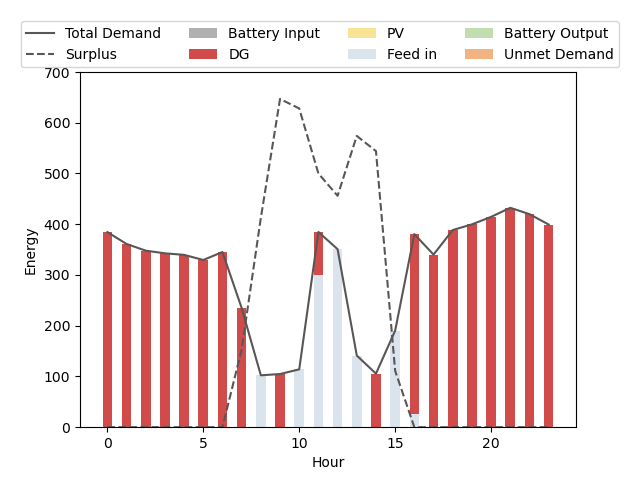 Total Demand Battery Input PV Battery Output
Surplus DG Feed in Unmet Demand
700
600
500
400
300
200
100
0
Energy
0 5 10 15 20
Hour